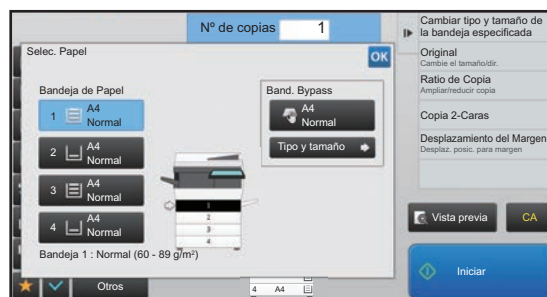 Nº de copias 1
Selec. Papel
OK
Bandeja de Papel
1 A4
Normal
2 A4
Normal
3 A4
Normal
4 A4
Normal
Bandeja 1 : Normal (60 - 89 g/m²)
Band. Bypass
A4
Normal
Tipo y tamaño
1
2
3
4
Otros
4 A4
Cambiar tipo y tamaño de
la bandeja especificada
Original
Cambie el tamaño/dir.
Ratio de Copia
Ampliar/reducir copia
Copia 2-Caras
Desplazamiento del Margen
Desplaz. posic. para margen
Vista previa
CA
Iniciar